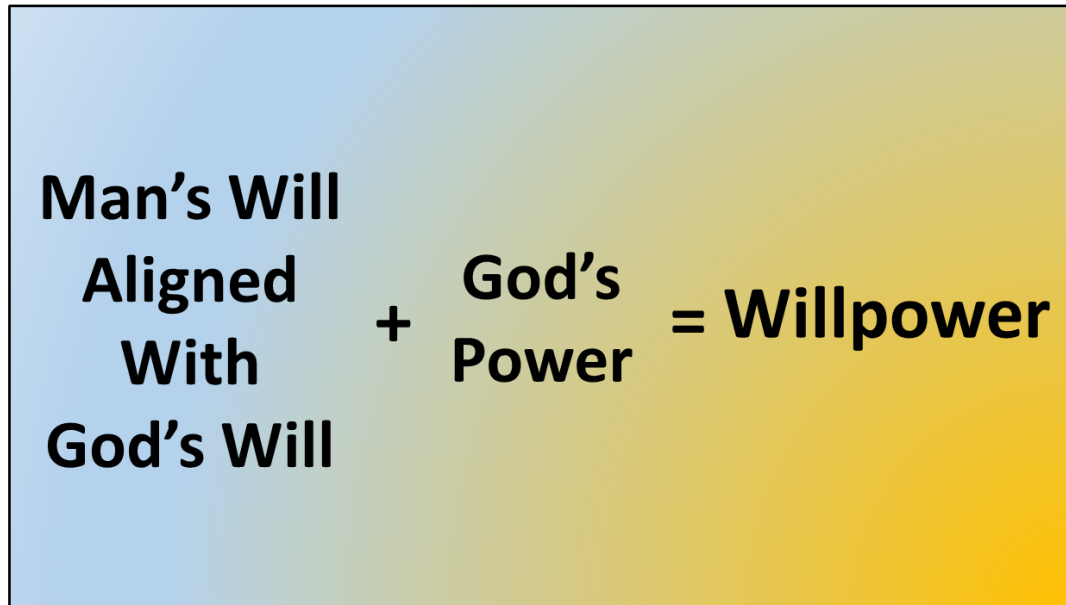 Man’s Will
Aligned
With
God’s Will
+
God’s
Power
= Willpower